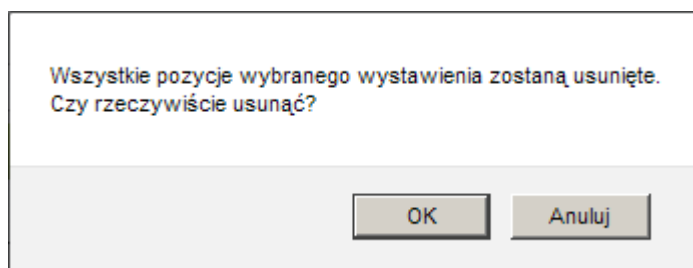 Wszystkie pozycje wybranego wystawienia zostaną usunięte.
Czy rzeczywiście usunąć?
OK
Anuluj